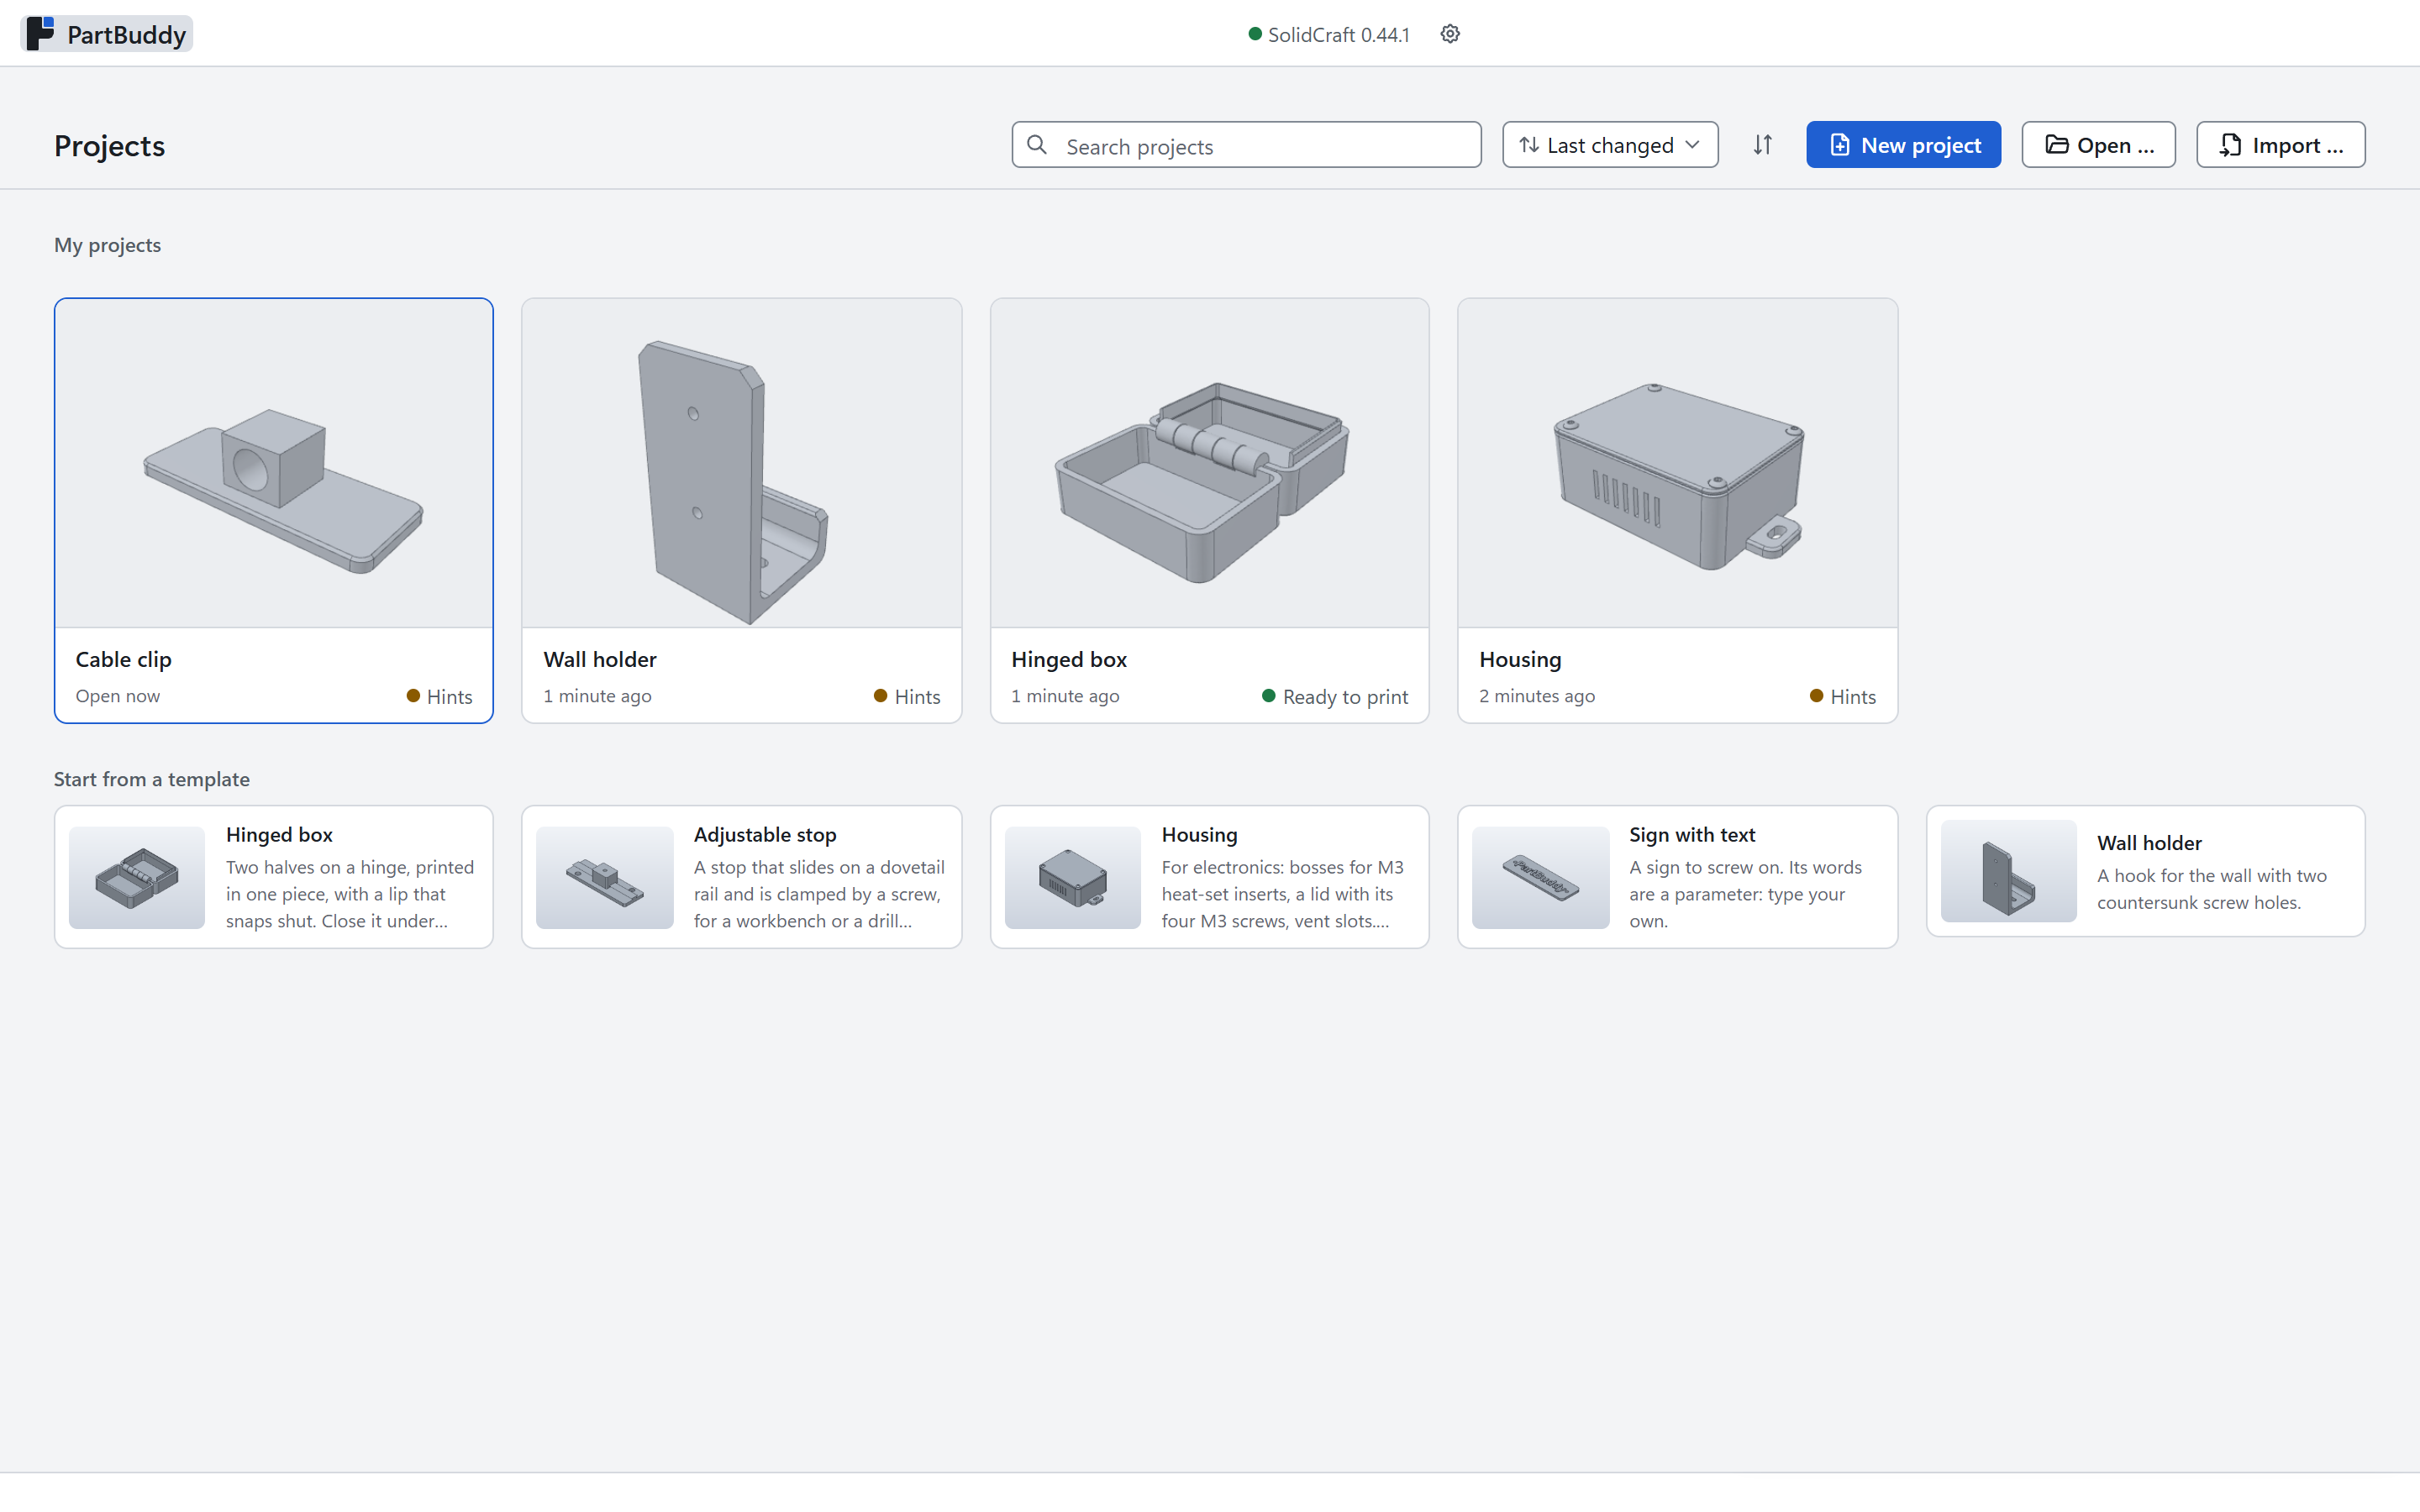 PartBuddy
SolidCraft 0.44.1
Projects
Search projects
Last changed
New project
Open ...
Import ...
My projects
Cable clip
Open now
Hints
Wall holder
1 minute ago
Hints
Hinged box
1 minute ago
Ready to print
Housing
2 minutes ago
Hints
Start from a template
Hinged box
Two halves on a hinge, printed
in one piece, with a lip that
snaps shut. Close it under...
Adjustable stop
A stop that slides on a dovetail
rail and is clamped by a screw,
for a workbench or a drill...
Housing
For electronics: bosses for M3
heat-set inserts, a lid with its
four M3 screws, vent slots....
PartBuddy
Sign with text
A sign to screw on. Its words
are a parameter: type your
own.
Wall holder
A hook for the wall with two
countersunk screw holes.